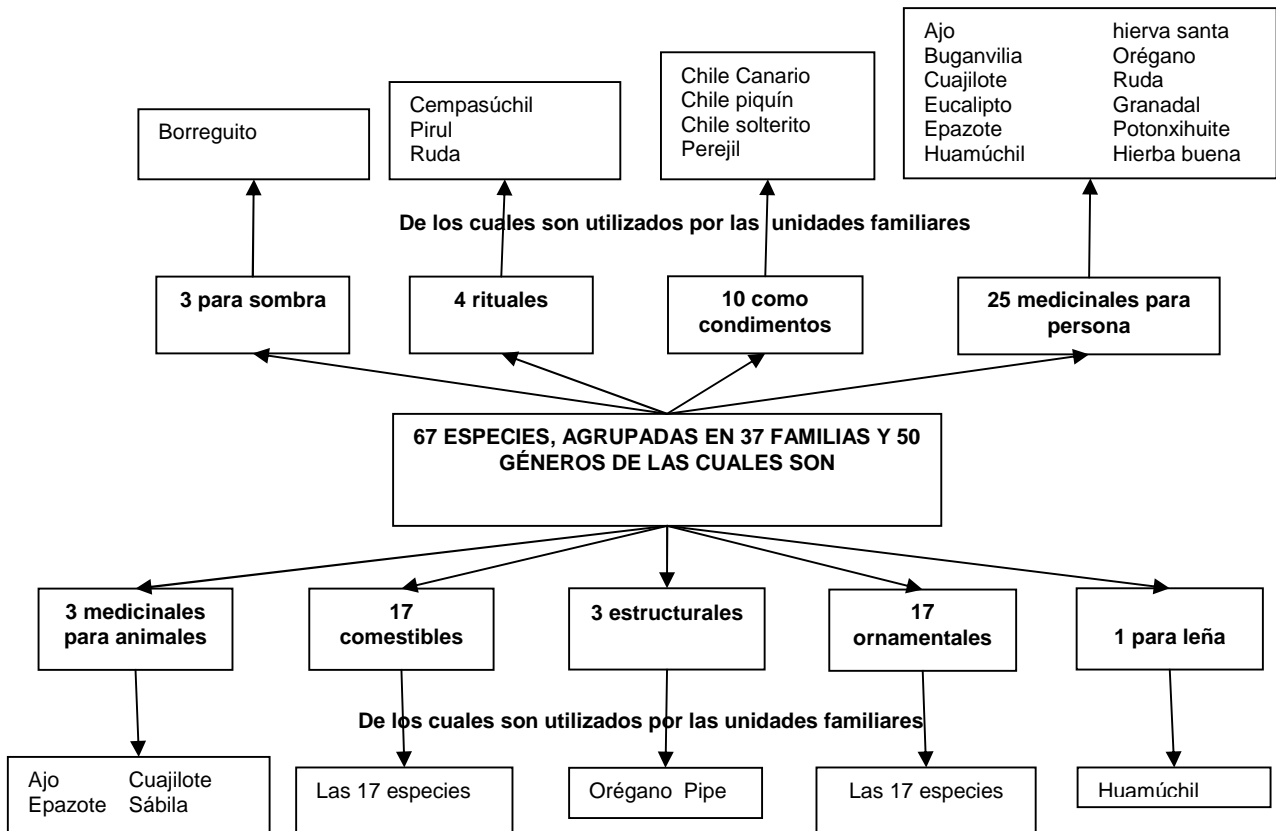 Ajo hierva santa
Buganvilia Orégano
Cuajilote Ruda
Eucalipto Granadal
Epazote Potonxihuite
Huamúchil Hierba buena
Chile Canario
Chile piquín
Chile solterito
Perejil
Cempasúchil
Pirul
Ruda
Borreguito
De los cuales son utilizados por las unidades familiares
3 para sombra
4 rituales
10 como
condimentos
25 medicinales para
persona
67 ESPECIES, AGRUPADAS EN 37 FAMILIAS Y 50
GÉNEROS DE LAS CUALES SON
3 medicinales
para animales
17
comestibles
3 estructurales
17
ornamentales
1 para leña
De los cuales son utilizados por las unidades familiares
Ajo Cuajilote
Epazote Sábila
Las 17 especies
Orégano Pipe
Las 17 especies
Huamúchil